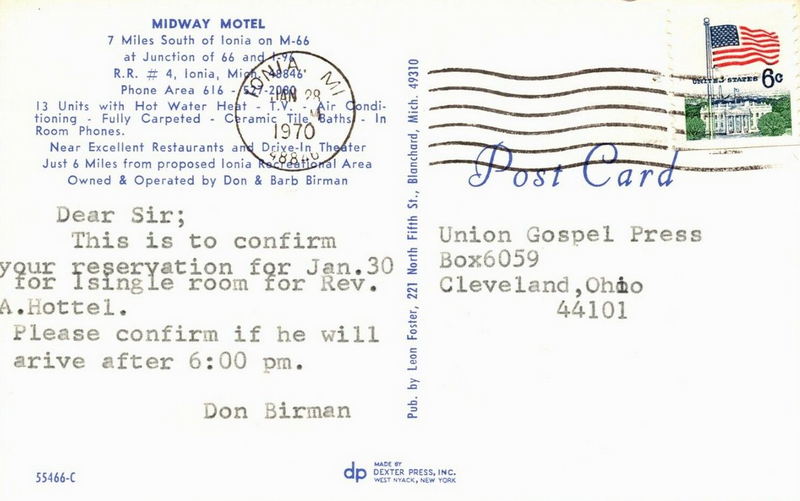 MIDWAY MOTEL
7 Miles South of Ionia on M-66
at Junction of 66 and I-96
R.R. # 4, Ionia, Mich. 48846
Phone Area 616 - 527-2080
13 Units with Hot Water Heat - T.V. - Air Condi-
tioning - Fully Carpeted - Ceramic Tile Baths - In
Room Phones.
Near Excellent Restaurants and Drive-In Theater
Just 6 Miles from proposed Ionia Recreational Area
Owned & Operated by Don & Barb Birman
IONIA, MI
JAN 28
1970
48846
UNITED STATES 6c
Post Card
Dear Sir;
This is to confirm
your reservation for Jan.30
for Isingle room for Rev.
A.Hottel.
Please confirm if he will
arive after 6:00 pm.
Don Birman
Pub. by Leon Foster, 221 North Fifth St., Blanchard, Mich. 49310
Union Gospel Press
Box6059
Cleveland,Ohio
44101
55466-C
dp
MADE BY
DEXTER PRESS, INC.
WEST NYACK, NEW YORK